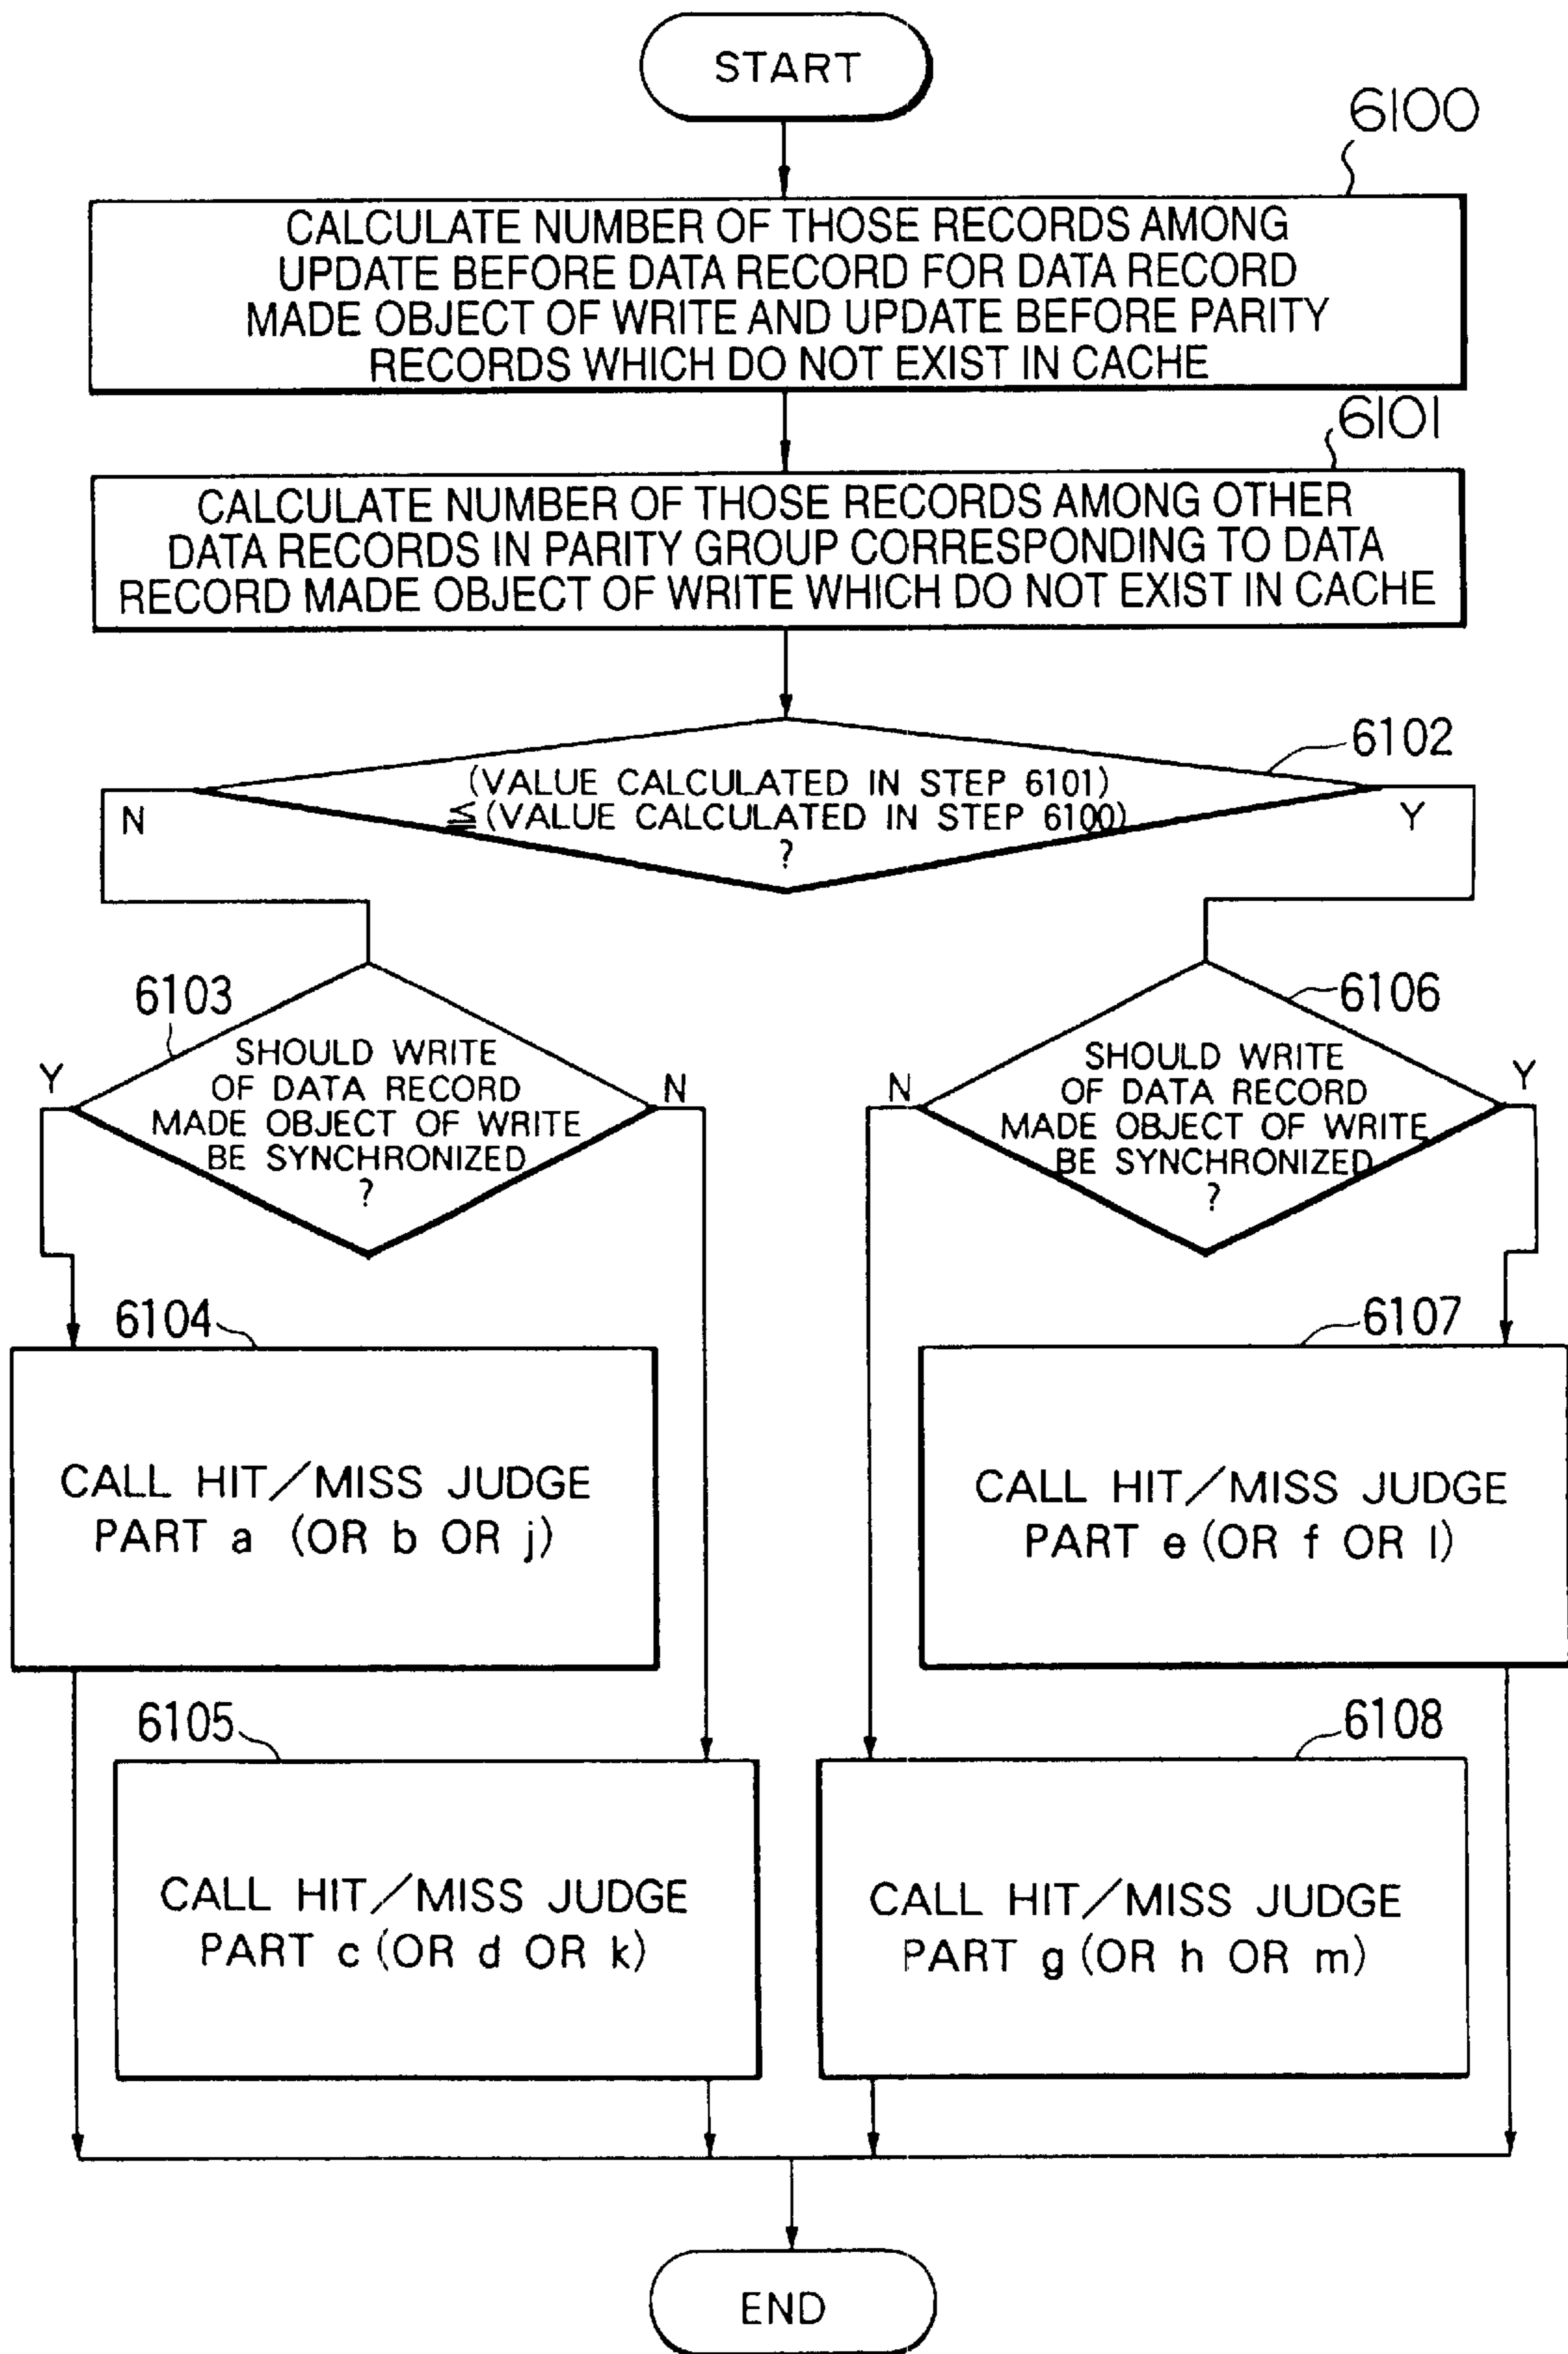 START
6100
CALCULATE NUMBER OF THOSE RECORDS AMONG
UPDATE BEFORE DATA RECORD FOR DATA RECORD
MADE OBJECT OF WRITE AND UPDATE BEFORE PARITY
RECORDS WHICH DO NOT EXIST IN CACHE
6101
CALCULATE NUMBER OF THOSE RECORDS AMONG OTHER
DATA RECORDS IN PARITY GROUP CORRESPONDING TO DATA
RECORD MADE OBJECT OF WRITE WHICH DO NOT EXIST IN CACHE
6102
(VALUE CALCULATED IN STEP 6101)
≦(VALUE CALCULATED IN STEP 6100)
?
N
Y
6103
SHOULD WRITE
OF DATA RECORD
MADE OBJECT OF WRITE
BE SYNCHRONIZED
?
Y
N
6106
SHOULD WRITE
OF DATA RECORD
MADE OBJECT OF WRITE
BE SYNCHRONIZED
?
N
Y
6104
CALL HIT/MISS JUDGE
PART a (OR b OR j)
6107
CALL HIT/MISS JUDGE
PART e (OR f OR l)
6105
CALL HIT/MISS JUDGE
PART c (OR d OR k)
6108
CALL HIT/MISS JUDGE
PART g (OR h OR m)
END